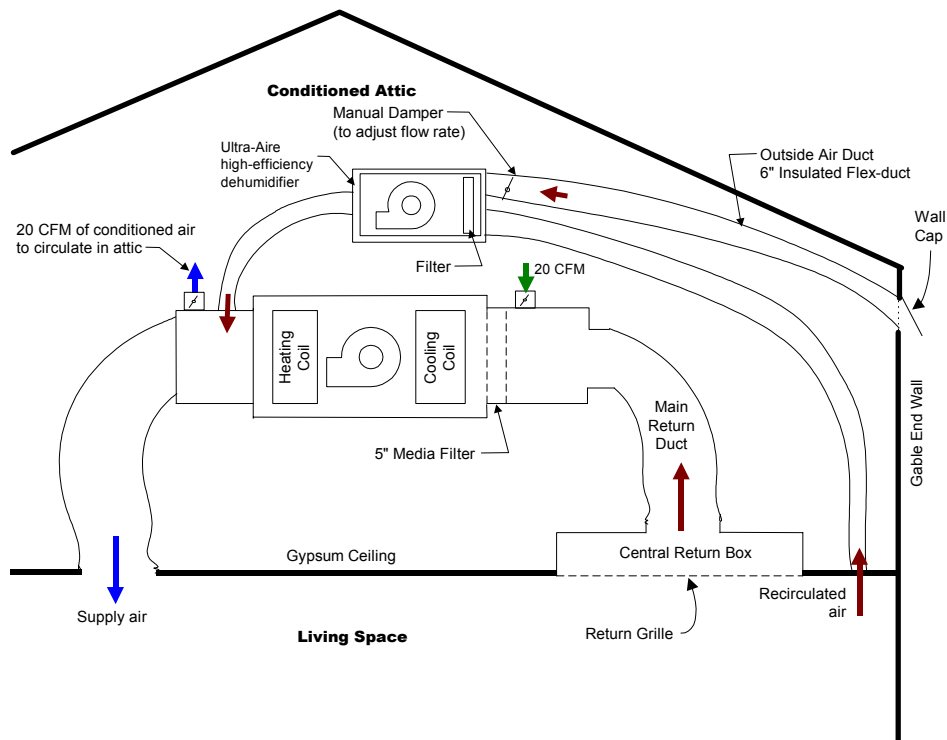 Conditioned Attic
Manual Damper
(to adjust flow rate)
Ultra-Aire
high-efficiency
dehumidifier
Outside Air Duct
6" Insulated Flex-duct
Wall
Cap
20 CFM of conditioned air
to circulate in attic
Filter
20 CFM
Heating
Coil
Cooling
Coil
Main
Return
Duct
5" Media Filter
Gable End Wall
Gypsum Ceiling
Central Return Box
Supply air
Recirculated
air
Return Grille
Living Space